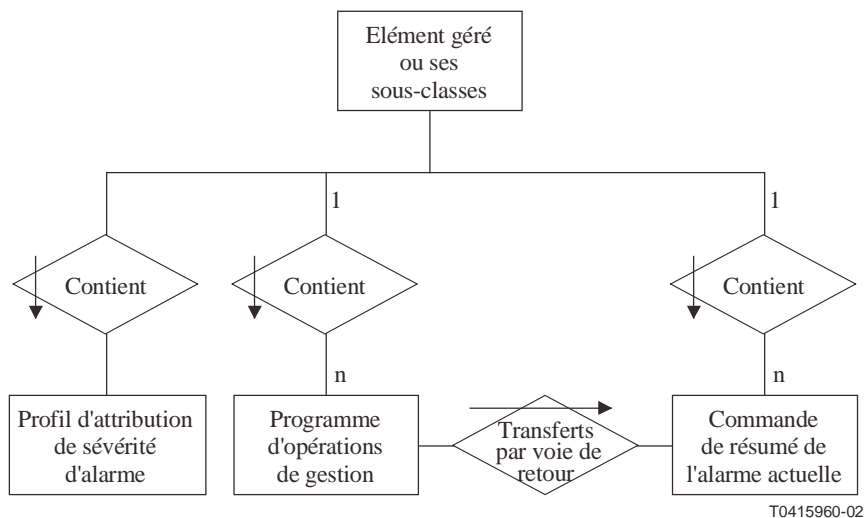 Elément géré
ou ses
sous-classes
1
1
Contient
Contient
Contient
n
n
Profil d'attribution
de sévérité
d'alarme
Programme
d'opérations
de gestion
Transferts
par voie de
retour
Commande
de résumé de
l'alarme actuelle
T0415960-02